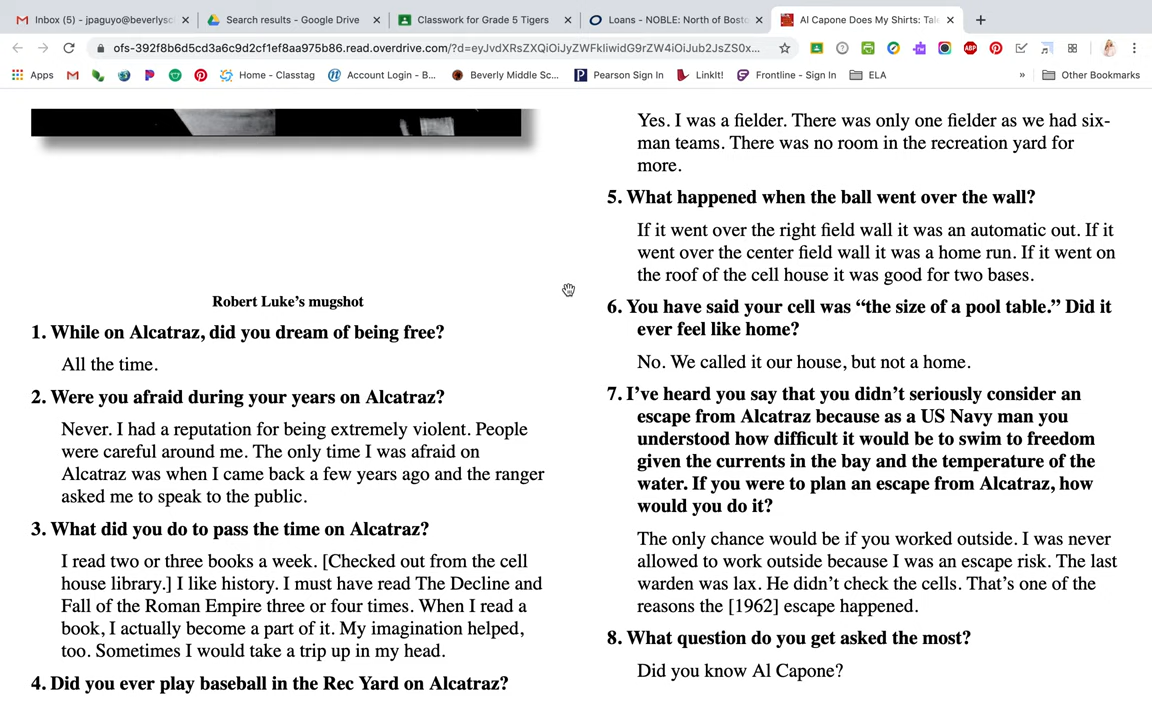 Inbox (5) - jpaguyo@beverlysc
Search results - Google Drive
Classwork for Grade 5 Tigers
Loans - NOBLE: North of Bosto
Al Capone Does My Shirts: Tale
ofs-392f8b6d5cd3a6c9d2cf1ef8aa975b86.read.overdrive.com/?d=eyJvdXRsZXQiOiJyZWFkIiwidG9rZW4iOiJub2JsZS0x...
Apps
Home - Classtag
Account Login - B...
Beverly Middle Sc...
Pearson Sign In
LinkIt!
Frontline - Sign In
ELA
»
Other Bookmarks
Robert Luke’s mugshot
1. While on Alcatraz, did you dream of being free?
All the time.
2. Were you afraid during your years on Alcatraz?
Never. I had a reputation for being extremely violent. People
were careful around me. The only time I was afraid on
Alcatraz was when I came back a few years ago and the ranger
asked me to speak to the public.
3. What did you do to pass the time on Alcatraz?
I read two or three books a week. [Checked out from the cell
house library.] I like history. I must have read The Decline and
Fall of the Roman Empire three or four times. When I read a
book, I actually become a part of it. My imagination helped,
too. Sometimes I would take a trip up in my head.
4. Did you ever play baseball in the Rec Yard on Alcatraz?
Yes. I was a fielder. There was only one fielder as we had six-
man teams. There was no room in the recreation yard for
more.
5. What happened when the ball went over the wall?
If it went over the right field wall it was an automatic out. If it
went over the center field wall it was a home run. If it went on
the roof of the cell house it was good for two bases.
6. You have said your cell was “the size of a pool table.” Did it
ever feel like home?
No. We called it our house, but not a home.
7. I’ve heard you say that you didn’t seriously consider an
escape from Alcatraz because as a US Navy man you
understood how difficult it would be to swim to freedom
given the currents in the bay and the temperature of the
water. If you were to plan an escape from Alcatraz, how
would you do it?
The only chance would be if you worked outside. I was never
allowed to work outside because I was an escape risk. The last
warden was lax. He didn’t check the cells. That’s one of the
reasons the [1962] escape happened.
8. What question do you get asked the most?
Did you know Al Capone?